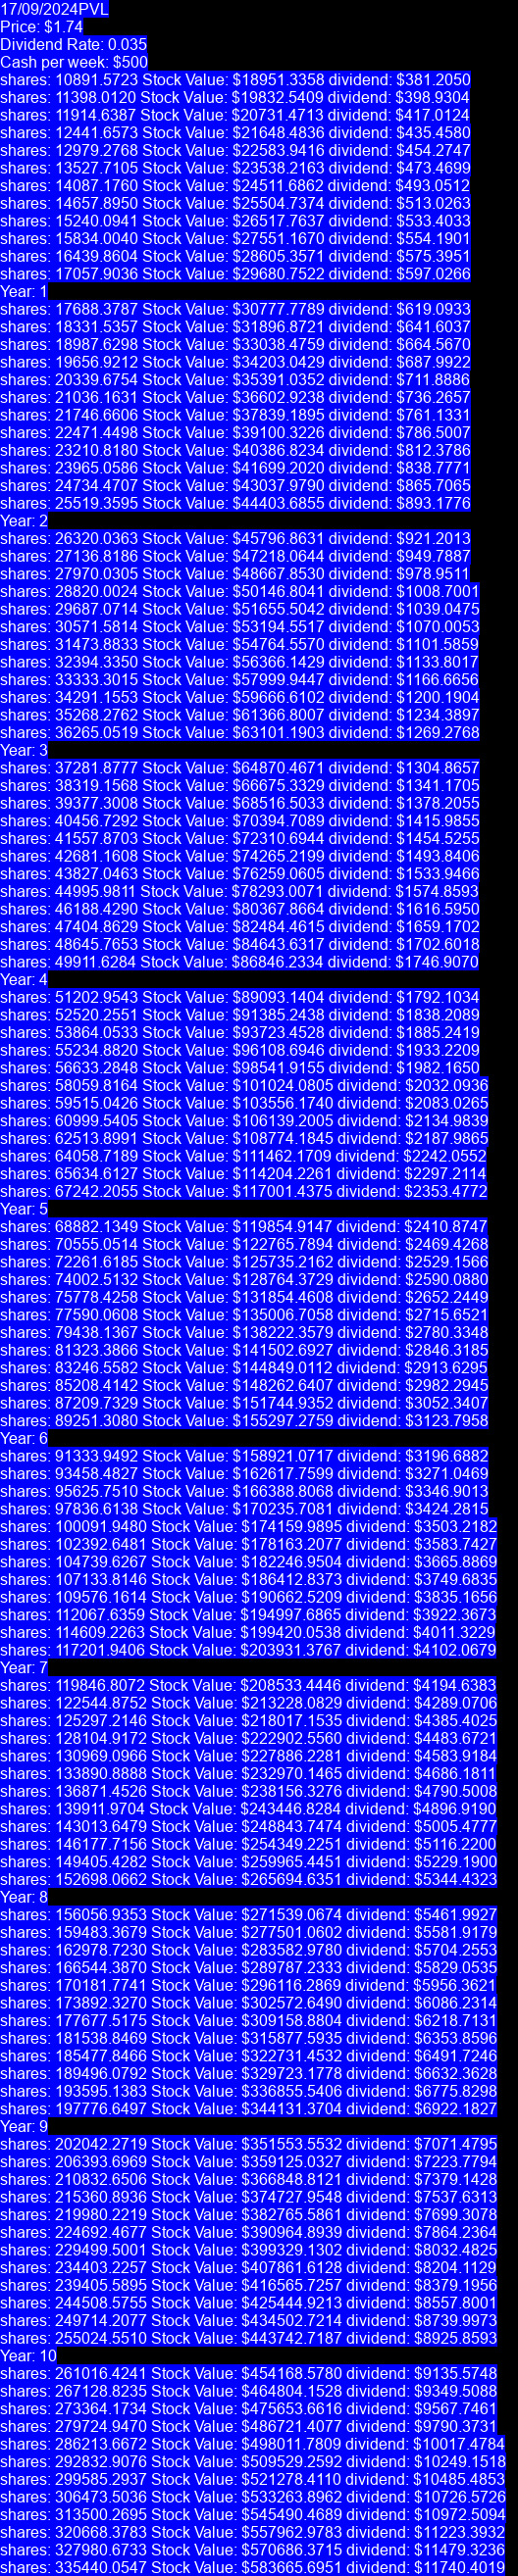 17/09/2024PVL
Price: $1.74
Dividend Rate: 0.035
Cash per week: $500
shares: 10891.5723 Stock Value: $18951.3358 dividend: $381.2050
shares: 11398.0120 Stock Value: $19832.5409 dividend: $398.9304
shares: 11914.6387 Stock Value: $20731.4713 dividend: $417.0124
shares: 12441.6573 Stock Value: $21648.4836 dividend: $435.4580
shares: 12979.2768 Stock Value: $22583.9416 dividend: $454.2747
shares: 13527.7105 Stock Value: $23538.2163 dividend: $473.4699
shares: 14087.1760 Stock Value: $24511.6862 dividend: $493.0512
shares: 14657.8950 Stock Value: $25504.7374 dividend: $513.0263
shares: 15240.0941 Stock Value: $26517.7637 dividend: $533.4033
shares: 15834.0040 Stock Value: $27551.1670 dividend: $554.1901
shares: 16439.8604 Stock Value: $28605.3571 dividend: $575.3951
shares: 17057.9036 Stock Value: $29680.7522 dividend: $597.0266
Year: 1
shares: 17688.3787 Stock Value: $30777.7789 dividend: $619.0933
shares: 18331.5357 Stock Value: $31896.8721 dividend: $641.6037
shares: 18987.6298 Stock Value: $33038.4759 dividend: $664.5670
shares: 19656.9212 Stock Value: $34203.0429 dividend: $687.9922
shares: 20339.6754 Stock Value: $35391.0352 dividend: $711.8886
shares: 21036.1631 Stock Value: $36602.9238 dividend: $736.2657
shares: 21746.6606 Stock Value: $37839.1895 dividend: $761.1331
shares: 22471.4498 Stock Value: $39100.3226 dividend: $786.5007
shares: 23210.8180 Stock Value: $40386.8234 dividend: $812.3786
shares: 23965.0586 Stock Value: $41699.2020 dividend: $838.7771
shares: 24734.4707 Stock Value: $43037.9790 dividend: $865.7065
shares: 25519.3595 Stock Value: $44403.6855 dividend: $893.1776
Year: 2
shares: 26320.0363 Stock Value: $45796.8631 dividend: $921.2013
shares: 27136.8186 Stock Value: $47218.0644 dividend: $949.7887
shares: 27970.0305 Stock Value: $48667.8530 dividend: $978.9511
shares: 28820.0024 Stock Value: $50146.8041 dividend: $1008.7001
shares: 29687.0714 Stock Value: $51655.5042 dividend: $1039.0475
shares: 30571.5814 Stock Value: $53194.5517 dividend: $1070.0053
shares: 31473.8833 Stock Value: $54764.5570 dividend: $1101.5859
shares: 32394.3350 Stock Value: $56366.1429 dividend: $1133.8017
shares: 33333.3015 Stock Value: $57999.9447 dividend: $1166.6656
shares: 34291.1553 Stock Value: $59666.6102 dividend: $1200.1904
shares: 35268.2762 Stock Value: $61366.8007 dividend: $1234.3897
shares: 36265.0519 Stock Value: $63101.1903 dividend: $1269.2768
Year: 3
shares: 37281.8777 Stock Value: $64870.4671 dividend: $1304.8657
shares: 38319.1568 Stock Value: $66675.3329 dividend: $1341.1705
shares: 39377.3008 Stock Value: $68516.5033 dividend: $1378.2055
shares: 40456.7292 Stock Value: $70394.7089 dividend: $1415.9855
shares: 41557.8703 Stock Value: $72310.6944 dividend: $1454.5255
shares: 42681.1608 Stock Value: $74265.2199 dividend: $1493.8406
shares: 43827.0463 Stock Value: $76259.0605 dividend: $1533.9466
shares: 44995.9811 Stock Value: $78293.0071 dividend: $1574.8593
shares: 46188.4290 Stock Value: $80367.8664 dividend: $1616.5950
shares: 47404.8629 Stock Value: $82484.4615 dividend: $1659.1702
shares: 48645.7653 Stock Value: $84643.6317 dividend: $1702.6018
shares: 49911.6284 Stock Value: $86846.2334 dividend: $1746.9070
Year: 4
shares: 51202.9543 Stock Value: $89093.1404 dividend: $1792.1034
shares: 52520.2551 Stock Value: $91385.2438 dividend: $1838.2089
shares: 53864.0533 Stock Value: $93723.4528 dividend: $1885.2419
shares: 55234.8820 Stock Value: $96108.6946 dividend: $1933.2209
shares: 56633.2848 Stock Value: $98541.9155 dividend: $1982.1650
shares: 58059.8164 Stock Value: $101024.0805 dividend: $2032.0936
shares: 59515.0426 Stock Value: $103556.1740 dividend: $2083.0265
shares: 60999.5405 Stock Value: $106139.2005 dividend: $2134.9839
shares: 62513.8991 Stock Value: $108774.1845 dividend: $2187.9865
shares: 64058.7189 Stock Value: $111462.1709 dividend: $2242.0552
shares: 65634.6127 Stock Value: $114204.2261 dividend: $2297.2114
shares: 67242.2055 Stock Value: $117001.4375 dividend: $2353.4772
Year: 5
shares: 68882.1349 Stock Value: $119854.9147 dividend: $2410.8747
shares: 70555.0514 Stock Value: $122765.7894 dividend: $2469.4268
shares: 72261.6185 Stock Value: $125735.2162 dividend: $2529.1566
shares: 74002.5132 Stock Value: $128764.3729 dividend: $2590.0880
shares: 75778.4258 Stock Value: $131854.4608 dividend: $2652.2449
shares: 77590.0608 Stock Value: $135006.7058 dividend: $2715.6521
shares: 79438.1367 Stock Value: $138222.3579 dividend: $2780.3348
shares: 81323.3866 Stock Value: $141502.6927 dividend: $2846.3185
shares: 83246.5582 Stock Value: $144849.0112 dividend: $2913.6295
shares: 85208.4142 Stock Value: $148262.6407 dividend: $2982.2945
shares: 87209.7329 Stock Value: $151744.9352 dividend: $3052.3407
shares: 89251.3080 Stock Value: $155297.2759 dividend: $3123.7958
Year: 6
shares: 91333.9492 Stock Value: $158921.0717 dividend: $3196.6882
shares: 93458.4827 Stock Value: $162617.7599 dividend: $3271.0469
shares: 95625.7510 Stock Value: $166388.8068 dividend: $3346.9013
shares: 97836.6138 Stock Value: $170235.7081 dividend: $3424.2815
shares: 100091.9480 Stock Value: $174159.9895 dividend: $3503.2182
shares: 102392.6481 Stock Value: $178163.2077 dividend: $3583.7427
shares: 104739.6267 Stock Value: $182246.9504 dividend: $3665.8869
shares: 107133.8146 Stock Value: $186412.8373 dividend: $3749.6835
shares: 109576.1614 Stock Value: $190662.5209 dividend: $3835.1656
shares: 112067.6359 Stock Value: $194997.6865 dividend: $3922.3673
shares: 114609.2263 Stock Value: $199420.0538 dividend: $4011.3229
shares: 117201.9406 Stock Value: $203931.3767 dividend: $4102.0679
Year: 7
shares: 119846.8072 Stock Value: $208533.4446 dividend: $4194.6383
shares: 122544.8752 Stock Value: $213228.0829 dividend: $4289.0706
shares: 125297.2146 Stock Value: $218017.1535 dividend: $4385.4025
shares: 128104.9172 Stock Value: $222902.5560 dividend: $4483.6721
shares: 130969.0966 Stock Value: $227886.2281 dividend: $4583.9184
shares: 133890.8888 Stock Value: $232970.1465 dividend: $4686.1811
shares: 136871.4526 Stock Value: $238156.3276 dividend: $4790.5008
shares: 139911.9704 Stock Value: $243446.8284 dividend: $4896.9190
shares: 143013.6479 Stock Value: $248843.7474 dividend: $5005.4777
shares: 146177.7156 Stock Value: $254349.2251 dividend: $5116.2200
shares: 149405.4282 Stock Value: $259965.4451 dividend: $5229.1900
shares: 152698.0662 Stock Value: $265694.6351 dividend: $5344.4323
Year: 8
shares: 156056.9353 Stock Value: $271539.0674 dividend: $5461.9927
shares: 159483.3679 Stock Value: $277501.0602 dividend: $5581.9179
shares: 162978.7230 Stock Value: $283582.9780 dividend: $5704.2553
shares: 166544.3870 Stock Value: $289787.2333 dividend: $5829.0535
shares: 170181.7741 Stock Value: $296116.2869 dividend: $5956.3621
shares: 173892.3270 Stock Value: $302572.6490 dividend: $6086.2314
shares: 177677.5175 Stock Value: $309158.8804 dividend: $6218.7131
shares: 181538.8469 Stock Value: $315877.5935 dividend: $6353.8596
shares: 185477.8466 Stock Value: $322731.4532 dividend: $6491.7246
shares: 189496.0792 Stock Value: $329723.1778 dividend: $6632.3628
shares: 193595.1383 Stock Value: $336855.5406 dividend: $6775.8298
shares: 197776.6497 Stock Value: $344131.3704 dividend: $6922.1827
Year: 9
shares: 202042.2719 Stock Value: $351553.5532 dividend: $7071.4795
shares: 206393.6969 Stock Value: $359125.0327 dividend: $7223.7794
shares: 210832.6506 Stock Value: $366848.8121 dividend: $7379.1428
shares: 215360.8936 Stock Value: $374727.9548 dividend: $7537.6313
shares: 219980.2219 Stock Value: $382765.5861 dividend: $7699.3078
shares: 224692.4677 Stock Value: $390964.8939 dividend: $7864.2364
shares: 229499.5001 Stock Value: $399329.1302 dividend: $8032.4825
shares: 234403.2257 Stock Value: $407861.6128 dividend: $8204.1129
shares: 239405.5895 Stock Value: $416565.7257 dividend: $8379.1956
shares: 244508.5755 Stock Value: $425444.9213 dividend: $8557.8001
shares: 249714.2077 Stock Value: $434502.7214 dividend: $8739.9973
shares: 255024.5510 Stock Value: $443742.7187 dividend: $8925.8593
Year: 10
shares: 261016.4241 Stock Value: $454168.5780 dividend: $9135.5748
shares: 267128.8235 Stock Value: $464804.1528 dividend: $9349.5088
shares: 273364.1734 Stock Value: $475653.6616 dividend: $9567.7461
shares: 279724.9470 Stock Value: $486721.4077 dividend: $9790.3731
shares: 286213.6672 Stock Value: $498011.7809 dividend: $10017.4784
shares: 292832.9076 Stock Value: $509529.2592 dividend: $10249.1518
shares: 299585.2937 Stock Value: $521278.4110 dividend: $10485.4853
shares: 306473.5036 Stock Value: $533263.8962 dividend: $10726.5726
shares: 313500.2695 Stock Value: $545490.4689 dividend: $10972.5094
shares: 320668.3783 Stock Value: $557962.9783 dividend: $11223.3932
shares: 327980.6733 Stock Value: $570686.3715 dividend: $11479.3236
shares: 335440.0547 Stock Value: $583665.6951 dividend: $11740.4019